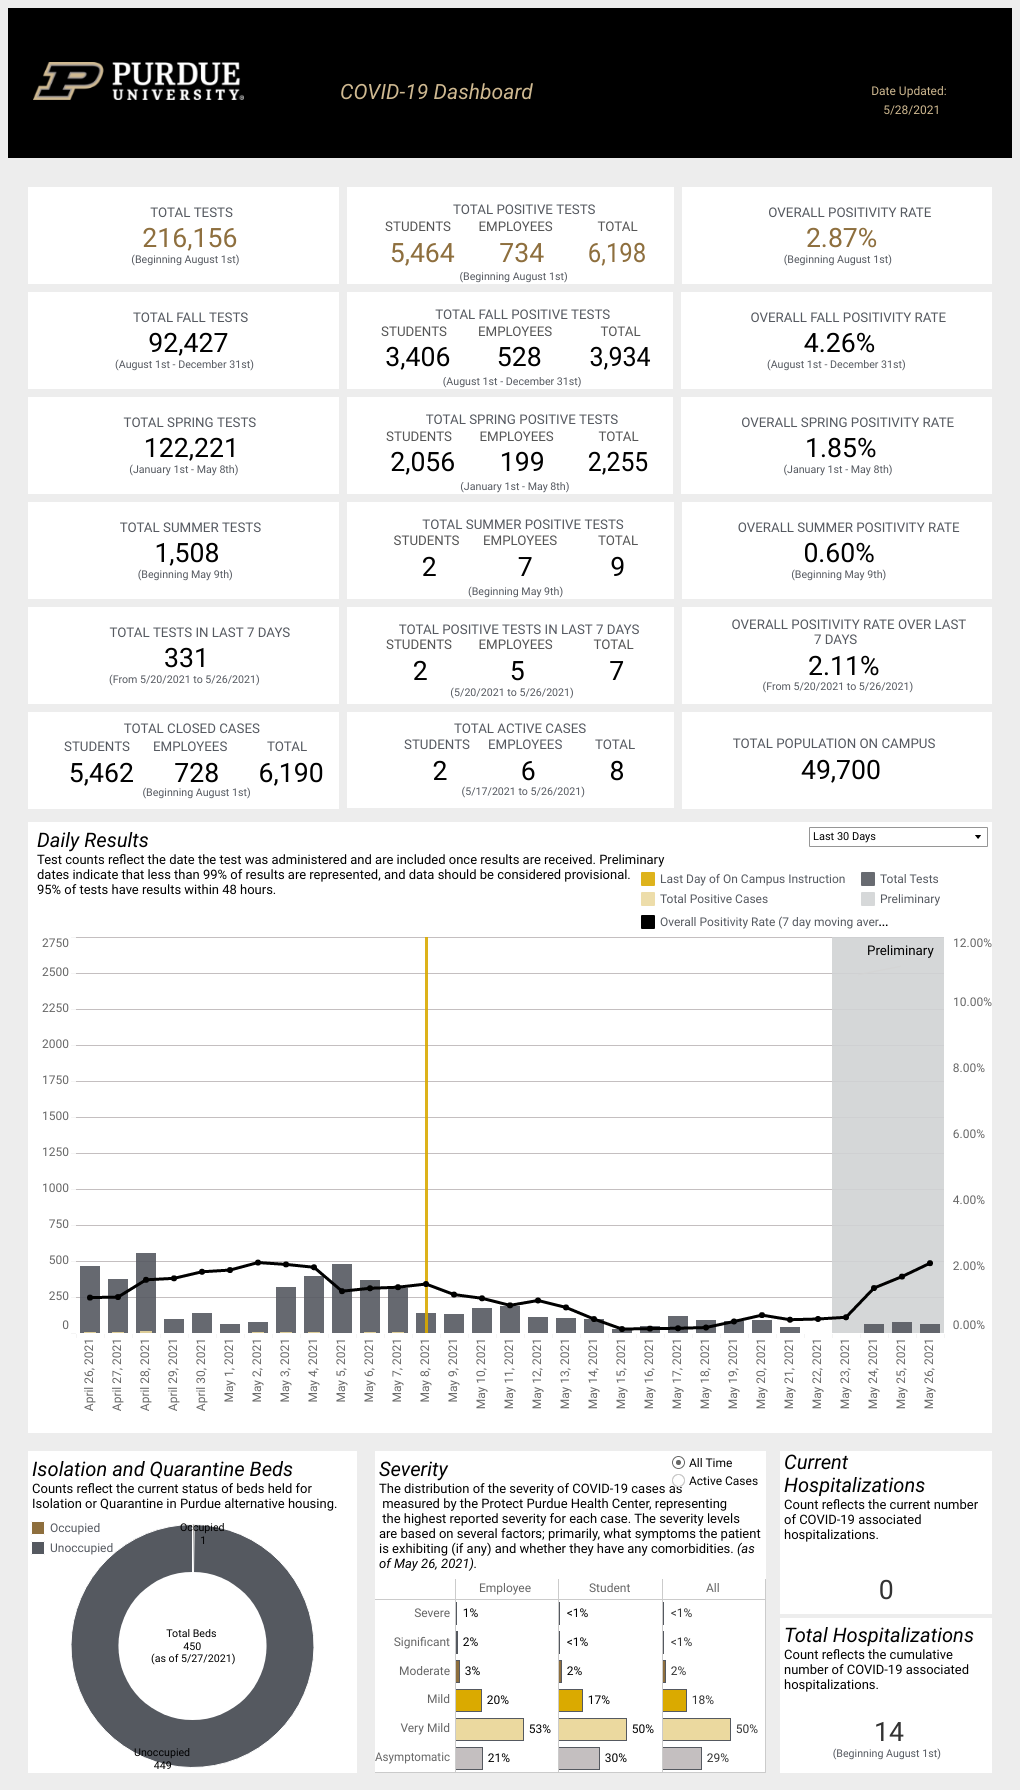 PURDUE
UNIVERSITY®
COVID-19 Dashboard
Date Updated:
5/28/2021
TOTAL TESTS
216,156
(Beginning August 1st)
TOTAL POSITIVE TESTS
STUDENTS EMPLOYEES TOTAL
5,464 734 6,198
(Beginning August 1st)
OVERALL POSITIVITY RATE
2.87%
(Beginning August 1st)
TOTAL FALL TESTS
92,427
(August 1st - December 31st)
TOTAL FALL POSITIVE TESTS
STUDENTS EMPLOYEES TOTAL
3,406 528 3,934
(August 1st - December 31st)
OVERALL FALL POSITIVITY RATE
4.26%
(August 1st - December 31st)
TOTAL SPRING TESTS
122,221
(January 1st - May 8th)
TOTAL SPRING POSITIVE TESTS
STUDENTS EMPLOYEES TOTAL
2,056 199 2,255
(January 1st - May 8th)
OVERALL SPRING POSITIVITY RATE
1.85%
(January 1st - May 8th)
TOTAL SUMMER TESTS
1,508
(Beginning May 9th)
TOTAL SUMMER POSITIVE TESTS
STUDENTS EMPLOYEES TOTAL
2 7 9
(Beginning May 9th)
OVERALL SUMMER POSITIVITY RATE
0.60%
(Beginning May 9th)
TOTAL TESTS IN LAST 7 DAYS
331
(From 5/20/2021 to 5/26/2021)
TOTAL POSITIVE TESTS IN LAST 7 DAYS
STUDENTS EMPLOYEES TOTAL
2 5 7
(5/20/2021 to 5/26/2021)
OVERALL POSITIVITY RATE OVER LAST
7 DAYS
2.11%
(From 5/20/2021 to 5/26/2021)
TOTAL CLOSED CASES
STUDENTS EMPLOYEES TOTAL
5,462 728 6,190
(Beginning August 1st)
TOTAL ACTIVE CASES
STUDENTS EMPLOYEES TOTAL
2 6 8
(5/17/2021 to 5/26/2021)
TOTAL POPULATION ON CAMPUS
49,700
Daily Results
Last 30 Days
Test counts reflect the date the test was administered and are included once results are received. Preliminary
dates indicate that less than 99% of results are represented, and data should be considered provisional.
95% of tests have results within 48 hours.
Last Day of On Campus Instruction
Total Tests
Total Positive Cases
Preliminary
Overall Positivity Rate (7 day moving aver...
2750
2500
2250
2000
1750
1500
1250
1000
750
500
250
0
Preliminary
12.00%
10.00%
8.00%
6.00%
4.00%
2.00%
0.00%
April 26, 2021
April 27, 2021
April 28, 2021
April 29, 2021
April 30, 2021
May 1, 2021
May 2, 2021
May 3, 2021
May 4, 2021
May 5, 2021
May 6, 2021
May 7, 2021
May 8, 2021
May 9, 2021
May 10, 2021
May 11, 2021
May 12, 2021
May 13, 2021
May 14, 2021
May 15, 2021
May 16, 2021
May 17, 2021
May 18, 2021
May 19, 2021
May 20, 2021
May 21, 2021
May 22, 2021
May 23, 2021
May 24, 2021
May 25, 2021
May 26, 2021
Isolation and Quarantine Beds
Counts reflect the current status of beds held for
Isolation or Quarantine in Purdue alternative housing.
Occupied
Unoccupied
Occupied
1
Total Beds
450
(as of 5/27/2021)
Unoccupied
449
Severity
All Time
Active Cases
The distribution of the severity of COVID-19 cases as
measured by the Protect Purdue Health Center, representing
the highest reported severity for each case. The severity levels
are based on several factors; primarily, what symptoms the patient
is exhibiting (if any) and whether they have any comorbidities. (as
of May 26, 2021).
Employee Student All
Severe 1% <1% <1%
Significant 2% <1% <1%
Moderate 3% 2% 2%
Mild 20% 17% 18%
Very Mild 53% 50% 50%
Asymptomatic 21% 30% 29%
Current
Hospitalizations
Count reflects the current number
of COVID-19 associated
hospitalizations.
0
Total Hospitalizations
Count reflects the cumulative
number of COVID-19 associated
hospitalizations.
14
(Beginning August 1st)